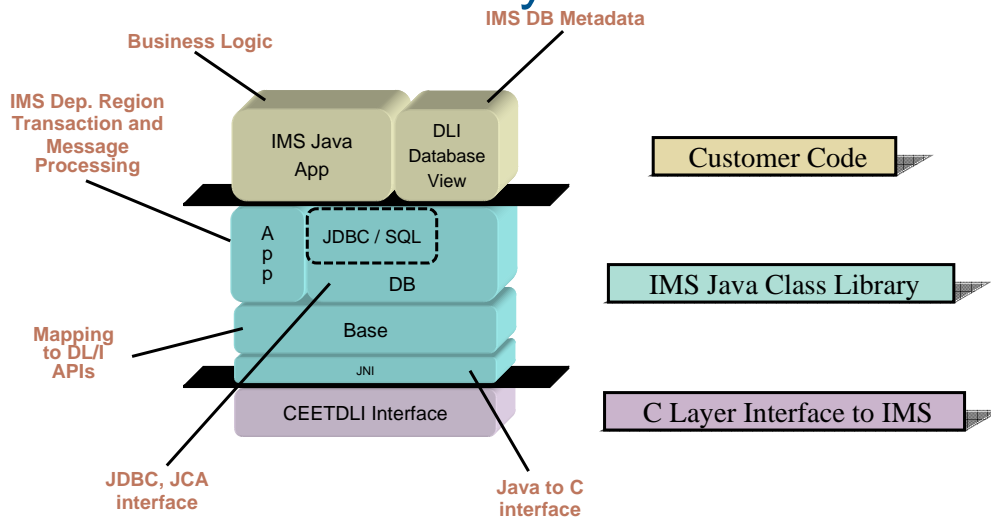 IMS DB Metadata
Business Logic
IMS Dep. Region
Transaction and
Message
Processing
IMS Java
App
DLI
Database
View
Customer Code
A
p
p
JDBC / SQL
DB
IMS Java Class Library
Base
Mapping
to DL/I
APIs
JNI
CEETDLI Interface
C Layer Interface to IMS
JDBC, JCA
interface
Java to C
interface